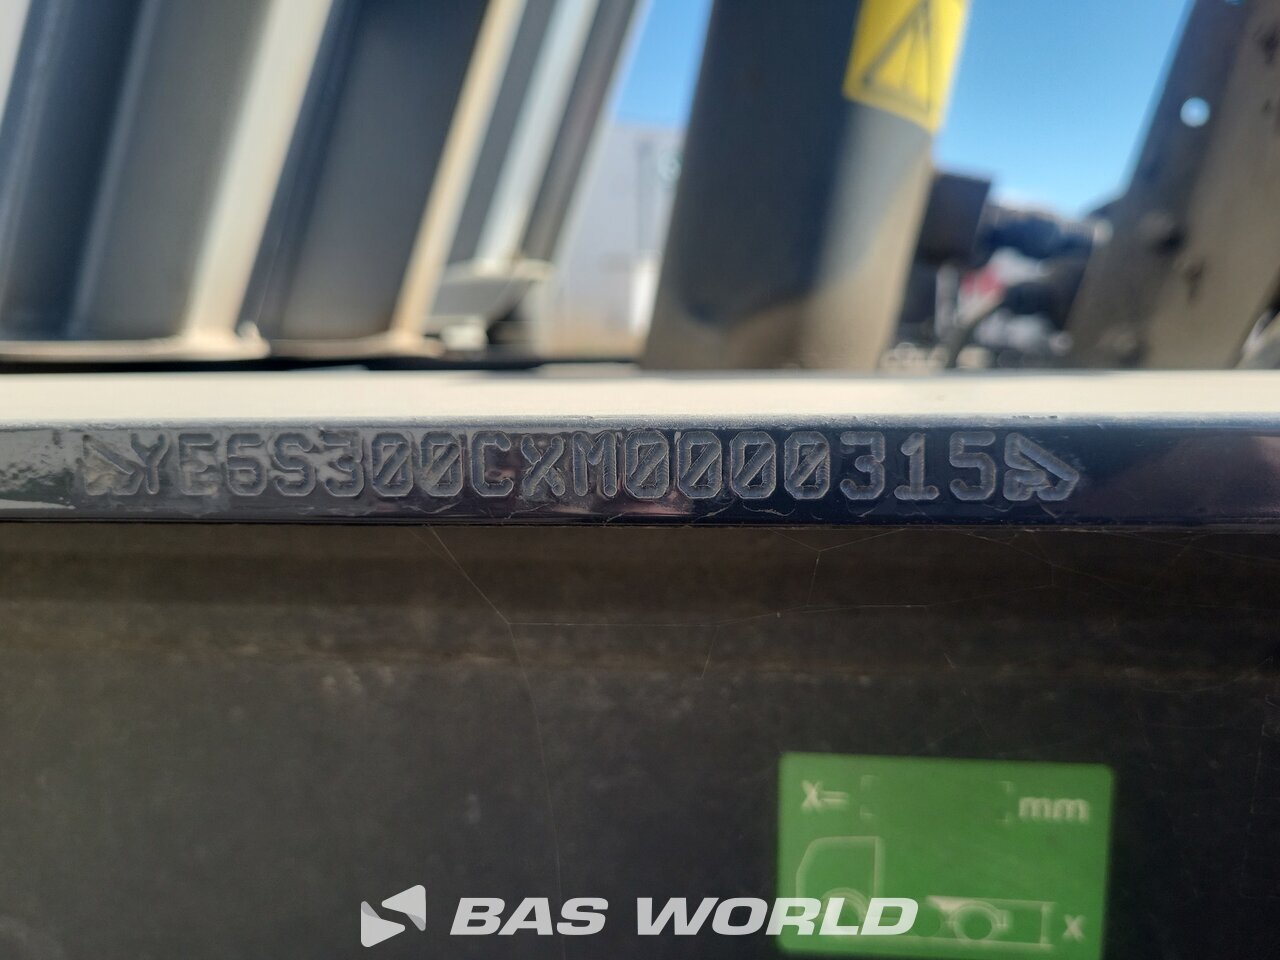 YE6S300CXM0000315
X= [ ] mm
X
BAS WORLD